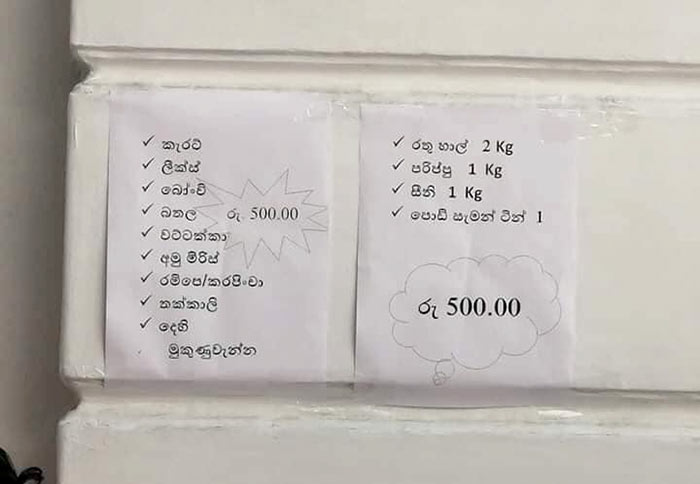 ✓ කැරට්
✓ ලීක්ස්
✓ බෝංචි
✓ බතල
✓ වට්ටක්කා
✓ අමු මිරිස්
✓ රම්පෙ/කරපිංචා
✓ තක්කාලි
✓ දෙහි
මුකුණුවැන්න
රු. 500.00
✓ රතු හාල් 2 Kg
✓ පරිප්පු 1 Kg
✓ සීනි 1 Kg
✓ පොඩි සැමන් ටින් 1
රු 500.00